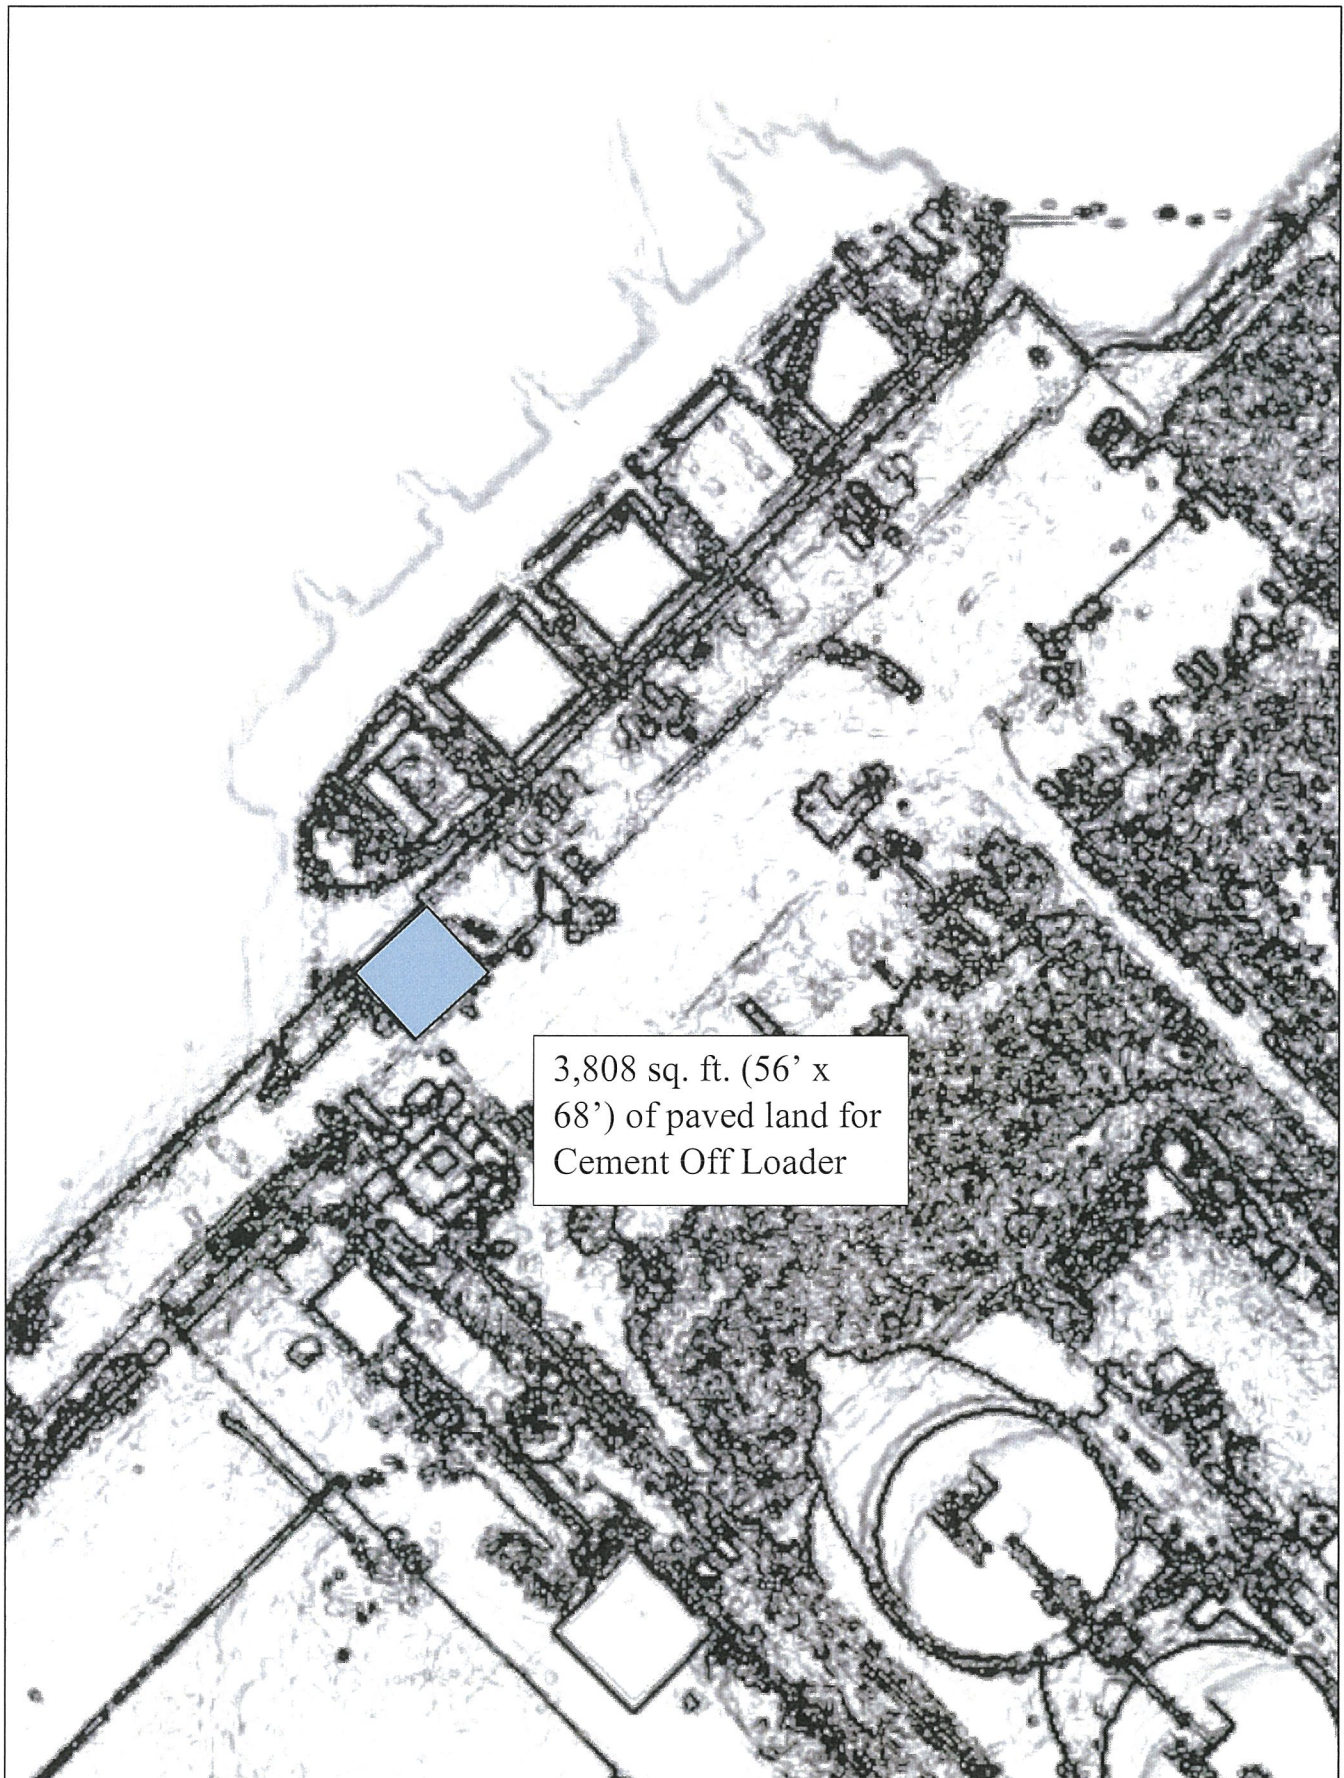 3,808 sq. ft. (56’ x
68’) of paved land for
Cement Off Loader